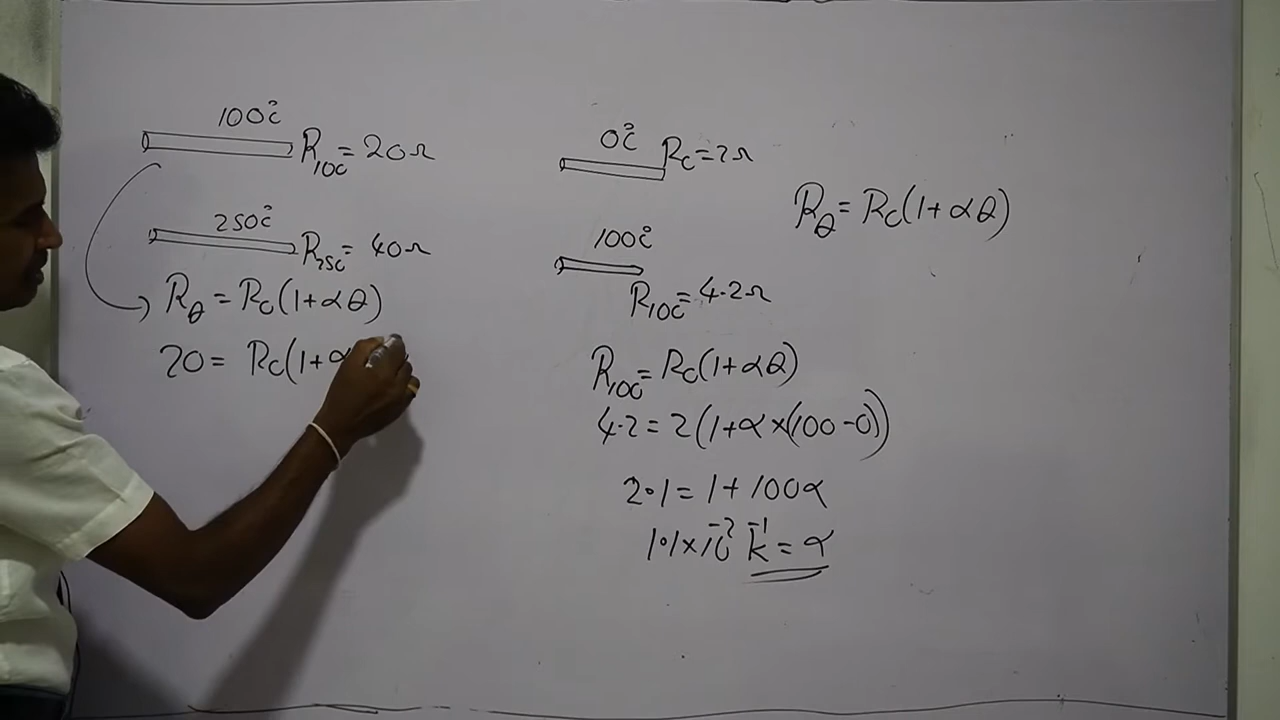 100°C
R₁₀₀ = 20Ω
250°C
R₂₅₀ = 40Ω
Rθ = R₀(1+αθ)
20 = R₀(1+α
0°C
R₀ = 2Ω
100°C
R₁₀₀ = 4.2Ω
R₁₀₀ = R₀(1+αθ)
4.2 = 2(1+α×(100-0))
2.1 = 1+100α
1.1×10⁻² k⁻¹ = α
Rθ = R₀(1+αθ)